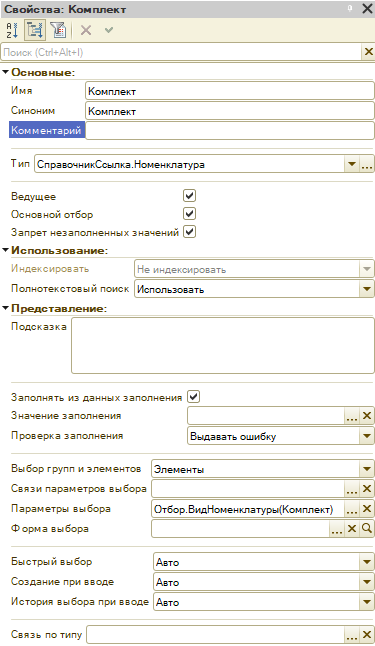 Свойства: Комплект
Поиск (Ctrl+Alt+I)
Основные:
Имя Комплект
Синоним Комплект
Комментарий
Тип СправочникСсылка.Номенклатура
Ведущее
Основной отбор
Запрет незаполненных значений
Использование:
Индексировать Не индексировать
Полнотекстовый поиск Использовать
Представление:
Подсказка
Заполнять из данных заполнения
Значение заполнения
Проверка заполнения Выдавать ошибку
Выбор групп и элементов Элементы
Связи параметров выбора
Параметры выбора Отбор.ВидНоменклатуры(Комплект)
Форма выбора
Быстрый выбор Авто
Создание при вводе Авто
История выбора при вводе Авто
Связь по типу